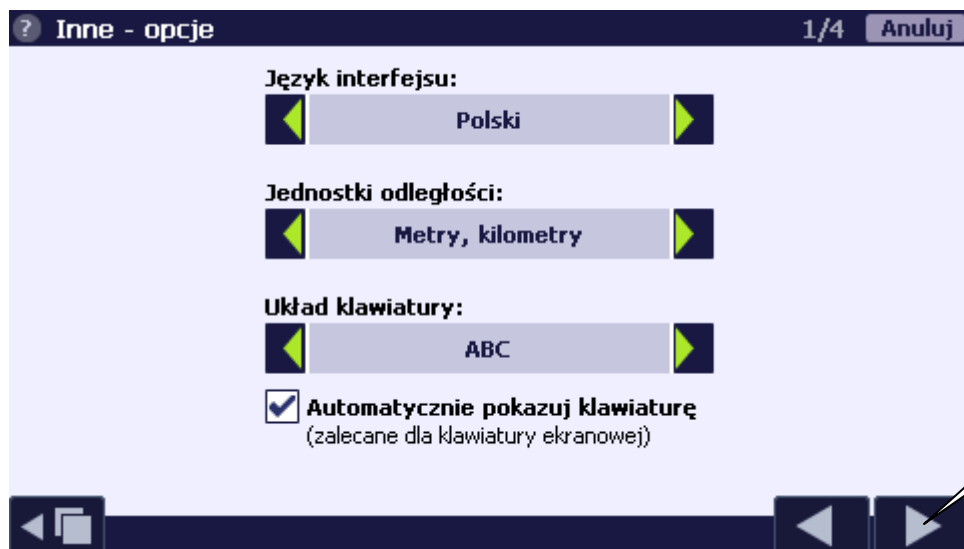 ? Inne - opcje 1/4 Anuluj
Język interfejsu:
Polski
Jednostki odległości:
Metry, kilometry
Układ klawiatury:
ABC
Automatycznie pokazuj klawiaturę
(zalecane dla klawiatury ekranowej)